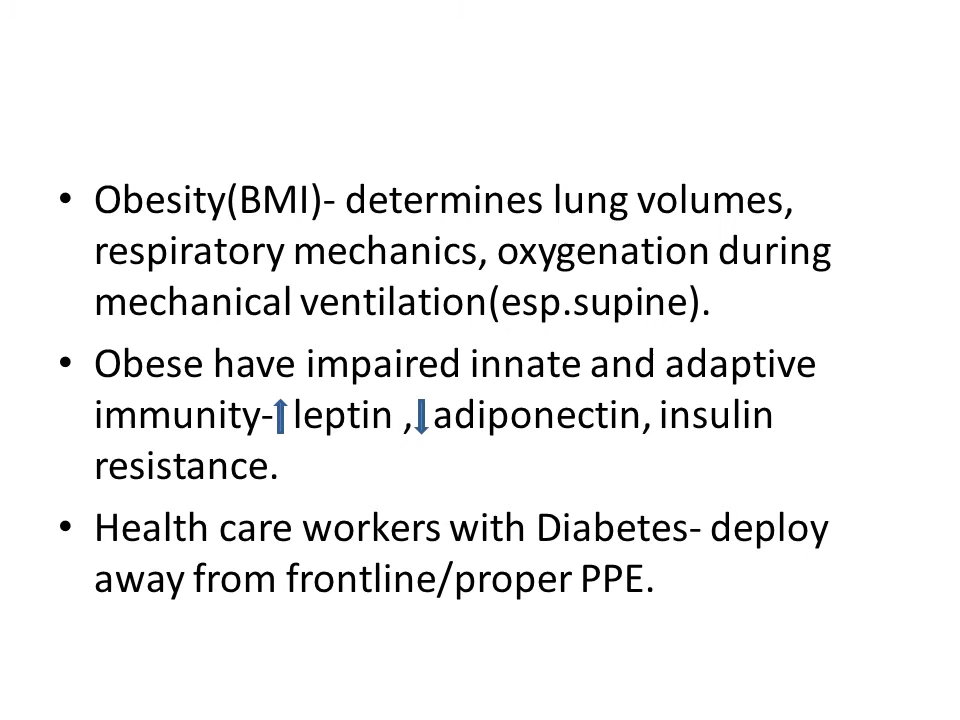 • Obesity(BMI)- determines lung volumes,
respiratory mechanics, oxygenation during
mechanical ventilation(esp.supine).
• Obese have impaired innate and adaptive
immunity-⬆leptin ,⬇adiponectin, insulin
resistance.
• Health care workers with Diabetes- deploy
away from frontline/proper PPE.